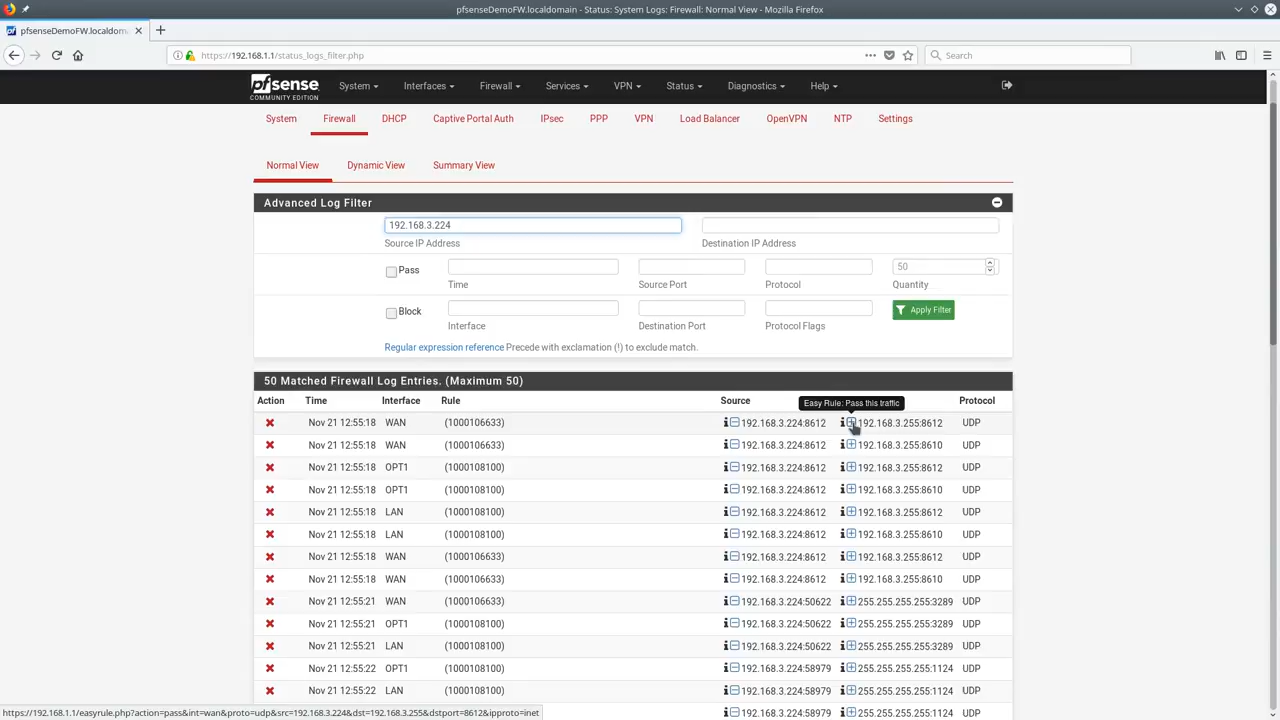 pfsenseDemoFW.localdomain - Status: System Logs: Firewall: Normal View - Mozilla Firefox
pfsenseDemoFW.localdom
https://192.168.1.1/status_logs_filter.php
Search
pfsense
COMMUNITY EDITION
System Interfaces Firewall Services VPN Status Diagnostics Help
System Firewall DHCP Captive Portal Auth IPsec PPP VPN Load Balancer OpenVPN NTP Settings
Normal View Dynamic View Summary View
Advanced Log Filter
192.168.3.224
Source IP Address Destination IP Address
Pass 50
Time Source Port Protocol Quantity
Block Apply Filter
Interface Destination Port Protocol Flags
Regular expression reference Precede with exclamation (!) to exclude match.
50 Matched Firewall Log Entries. (Maximum 50)
Action Time Interface Rule Source Easy Rule: Pass this traffic Protocol
Nov 21 12:55:18 WAN (1000106633) 192.168.3.224:8612 192.168.3.255:8612 UDP
Nov 21 12:55:18 WAN (1000106633) 192.168.3.224:8612 192.168.3.255:8610 UDP
Nov 21 12:55:18 OPT1 (1000108100) 192.168.3.224:8612 192.168.3.255:8612 UDP
Nov 21 12:55:18 OPT1 (1000108100) 192.168.3.224:8612 192.168.3.255:8610 UDP
Nov 21 12:55:18 LAN (1000108100) 192.168.3.224:8612 192.168.3.255:8612 UDP
Nov 21 12:55:18 LAN (1000108100) 192.168.3.224:8612 192.168.3.255:8610 UDP
Nov 21 12:55:18 WAN (1000106633) 192.168.3.224:8612 192.168.3.255:8612 UDP
Nov 21 12:55:18 WAN (1000106633) 192.168.3.224:8612 192.168.3.255:8610 UDP
Nov 21 12:55:21 WAN (1000106633) 192.168.3.224:50622 255.255.255.255:3289 UDP
Nov 21 12:55:21 OPT1 (1000108100) 192.168.3.224:50622 255.255.255.255:3289 UDP
Nov 21 12:55:21 LAN (1000108100) 192.168.3.224:50622 255.255.255.255:3289 UDP
Nov 21 12:55:22 OPT1 (1000108100) 192.168.3.224:58979 255.255.255.255:1124 UDP
Nov 21 12:55:22 LAN (1000108100) 192.168.3.224:58979 255.255.255.255:1124 UDP
192.168.3.224:58979 255.255.255.255:1124 UDP
https://192.168.1.1/easyrule.php?action=pass&int=wan&proto=udp&src=192.168.3.224&dst=192.168.3.255&dstport=8612&ipproto=inet